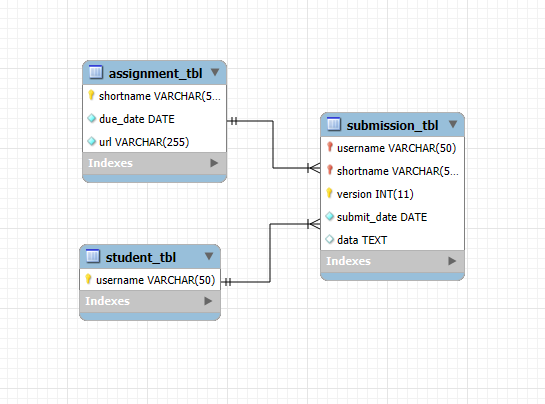 assignment_tbl
shortname VARCHAR(5...
due_date DATE
url VARCHAR(255)
Indexes
submission_tbl
username VARCHAR(50)
shortname VARCHAR(5...
version INT(11)
submit_date DATE
data TEXT
Indexes
student_tbl
username VARCHAR(50)
Indexes